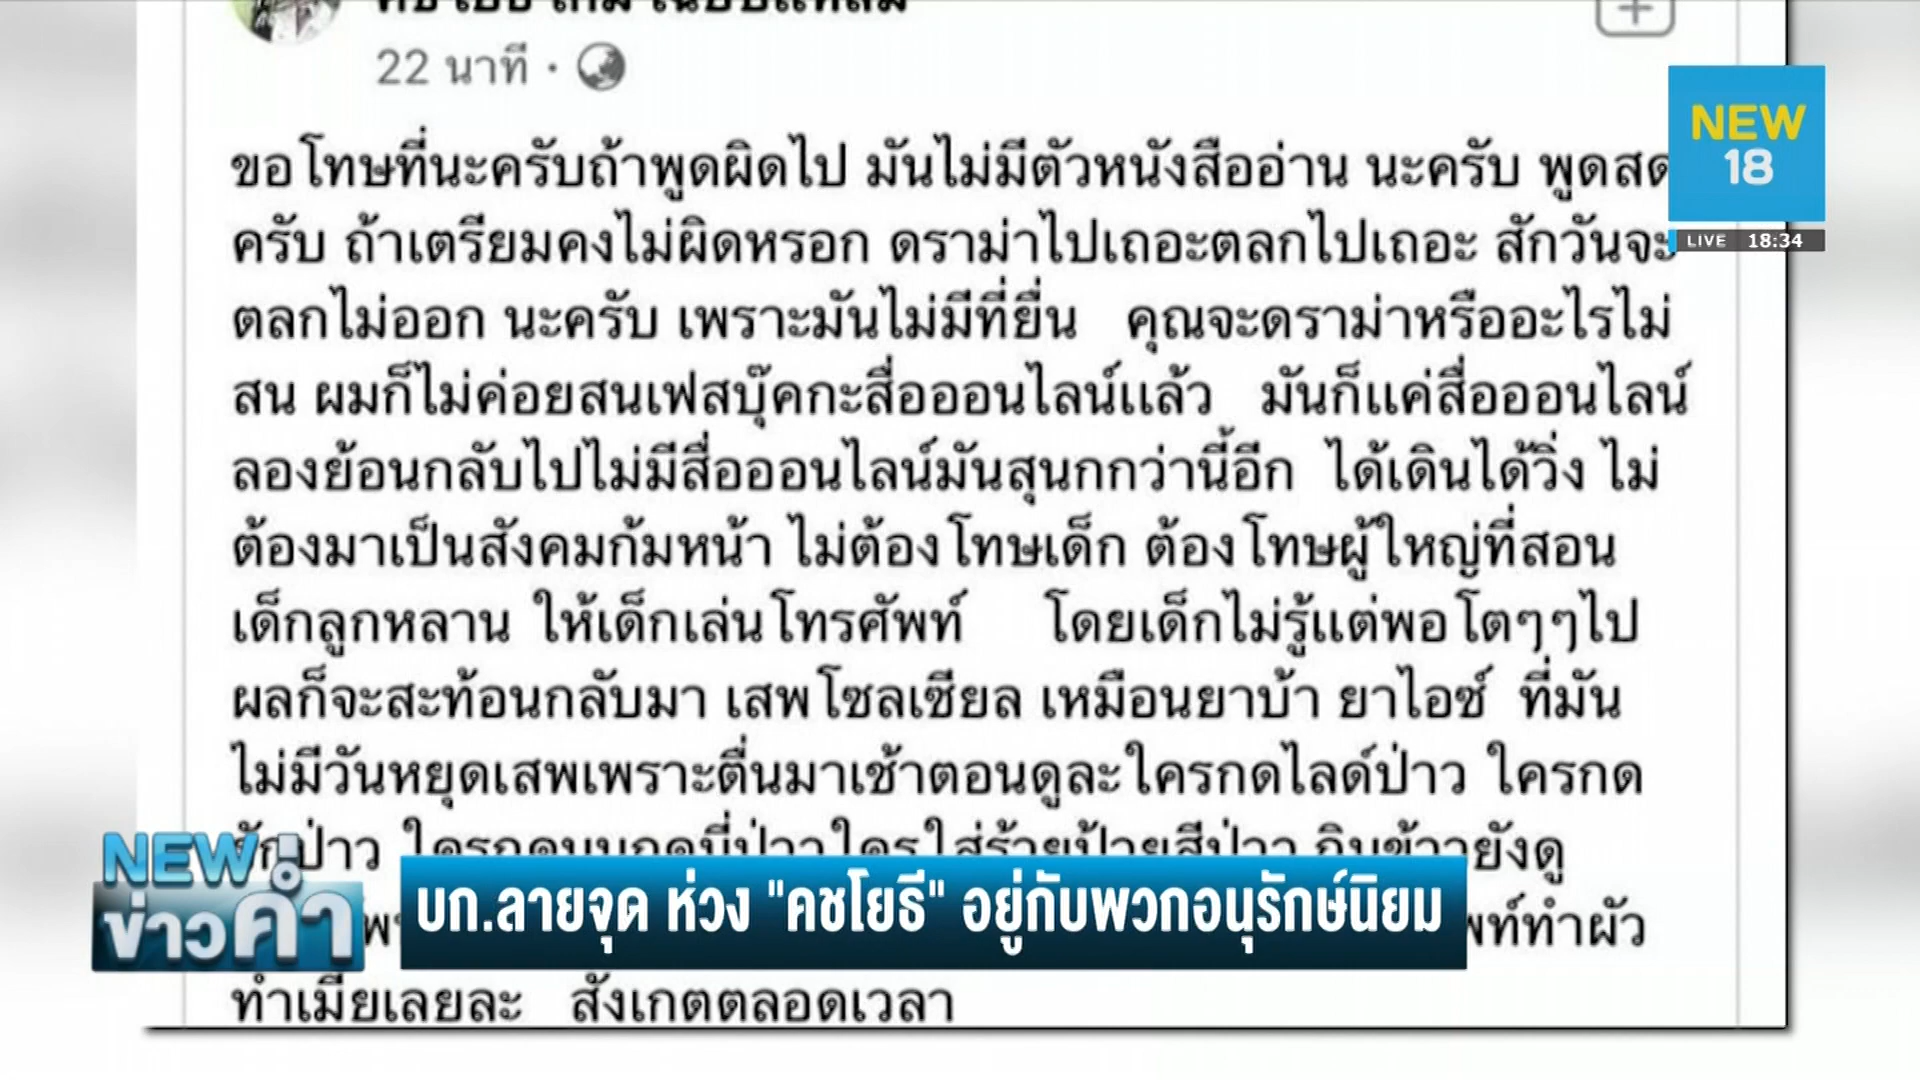 22 นาที ·
NEW
18
LIVE 18:34
ขอโทษที่นะครับถ้าพูดผิดไป มันไม่มีตัวหนังสืออ่าน นะครับ พูดสด
ครับ ถ้าเตรียมคงไม่ผิดหรอก ดราม่าไปเถอะตลกไปเถอะ สักวันจะ
ตลกไม่ออก นะครับ เพราะมันไม่มีที่ยื่น คุณจะดราม่าหรืออะไรไม่
สน ผมก็ไม่ค่อยสนเฟสบุ๊คกะสื่อออนไลน์แล้ว มันก็แค่สื่อออนไลน์
ลองย้อนกลับไปไม่มีสื่อออนไลน์มันสุนกกว่านี้อีก ได้เดินได้วิ่ง ไม่
ต้องมาเป็นสังคมก้มหน้า ไม่ต้องโทษเด็ก ต้องโทษผู้ใหญ่ที่สอน
เด็กลูกหลาน ให้เด็กเล่นโทรศัพท์ โดยเด็กไม่รู้แต่พอโตๆๆไป
ผลก็จะสะท้อนกลับมา เสพโซลเซียล เหมือนยาบ้า ยาไอซ์ ที่มัน
ไม่มีวันหยุดเสพเพราะตื่นมาเช้าตอนดูละใครกดไลด์ป่าว ใครกด
ป่าว กินข้าวยังดู
พท์ทำผัว
ทำเมียเลยละ สังเกตตลอดเวลา
NEW
ข่าวค่ำ
บก.ลายจุด ห่วง "คชโยธี" อยู่กับพวกอนุรักษ์นิยม